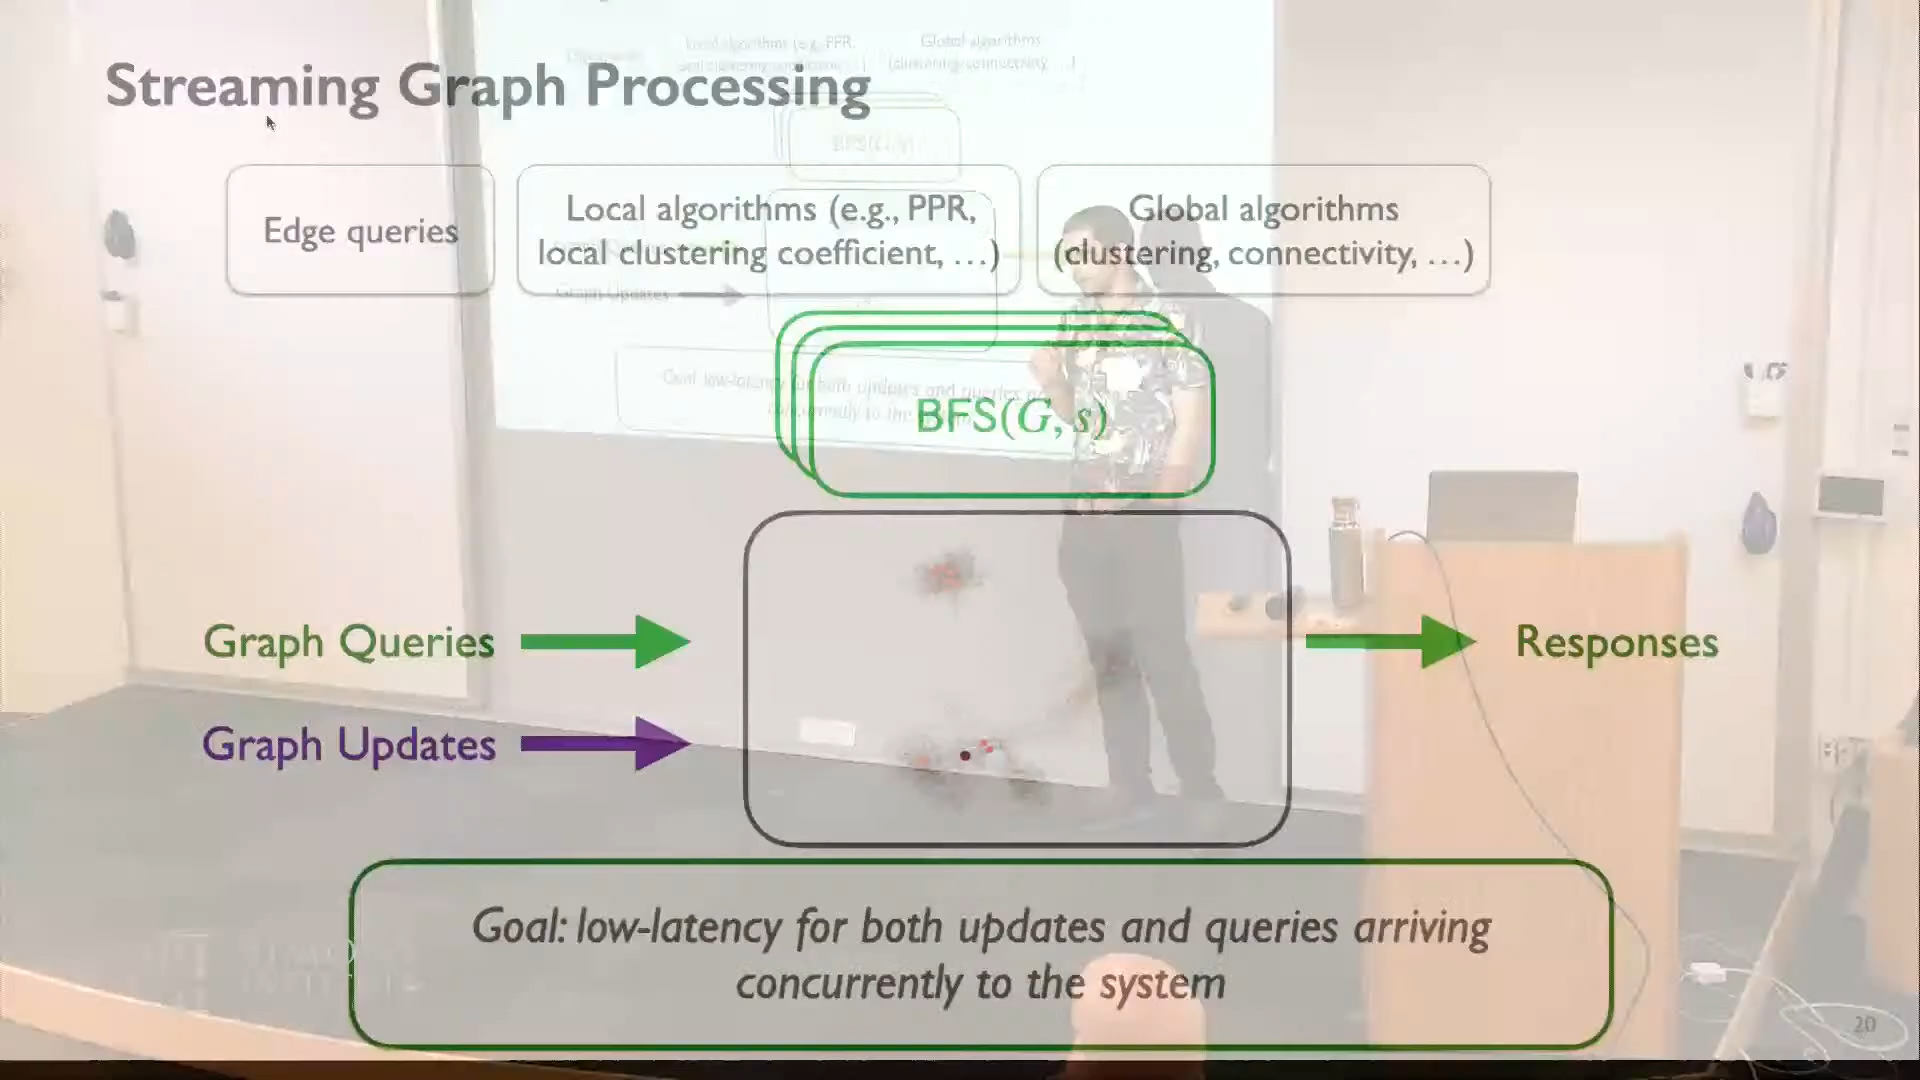 Streaming Graph Processing
Edge queries
Local algorithms (e.g., PPR,
local clustering coefficient, …)
Global algorithms
(clustering, connectivity, …)
BFS(G, s)
Graph Queries
Responses
Graph Updates
Goal: low-latency for both updates and queries arriving
concurrently to the system
20